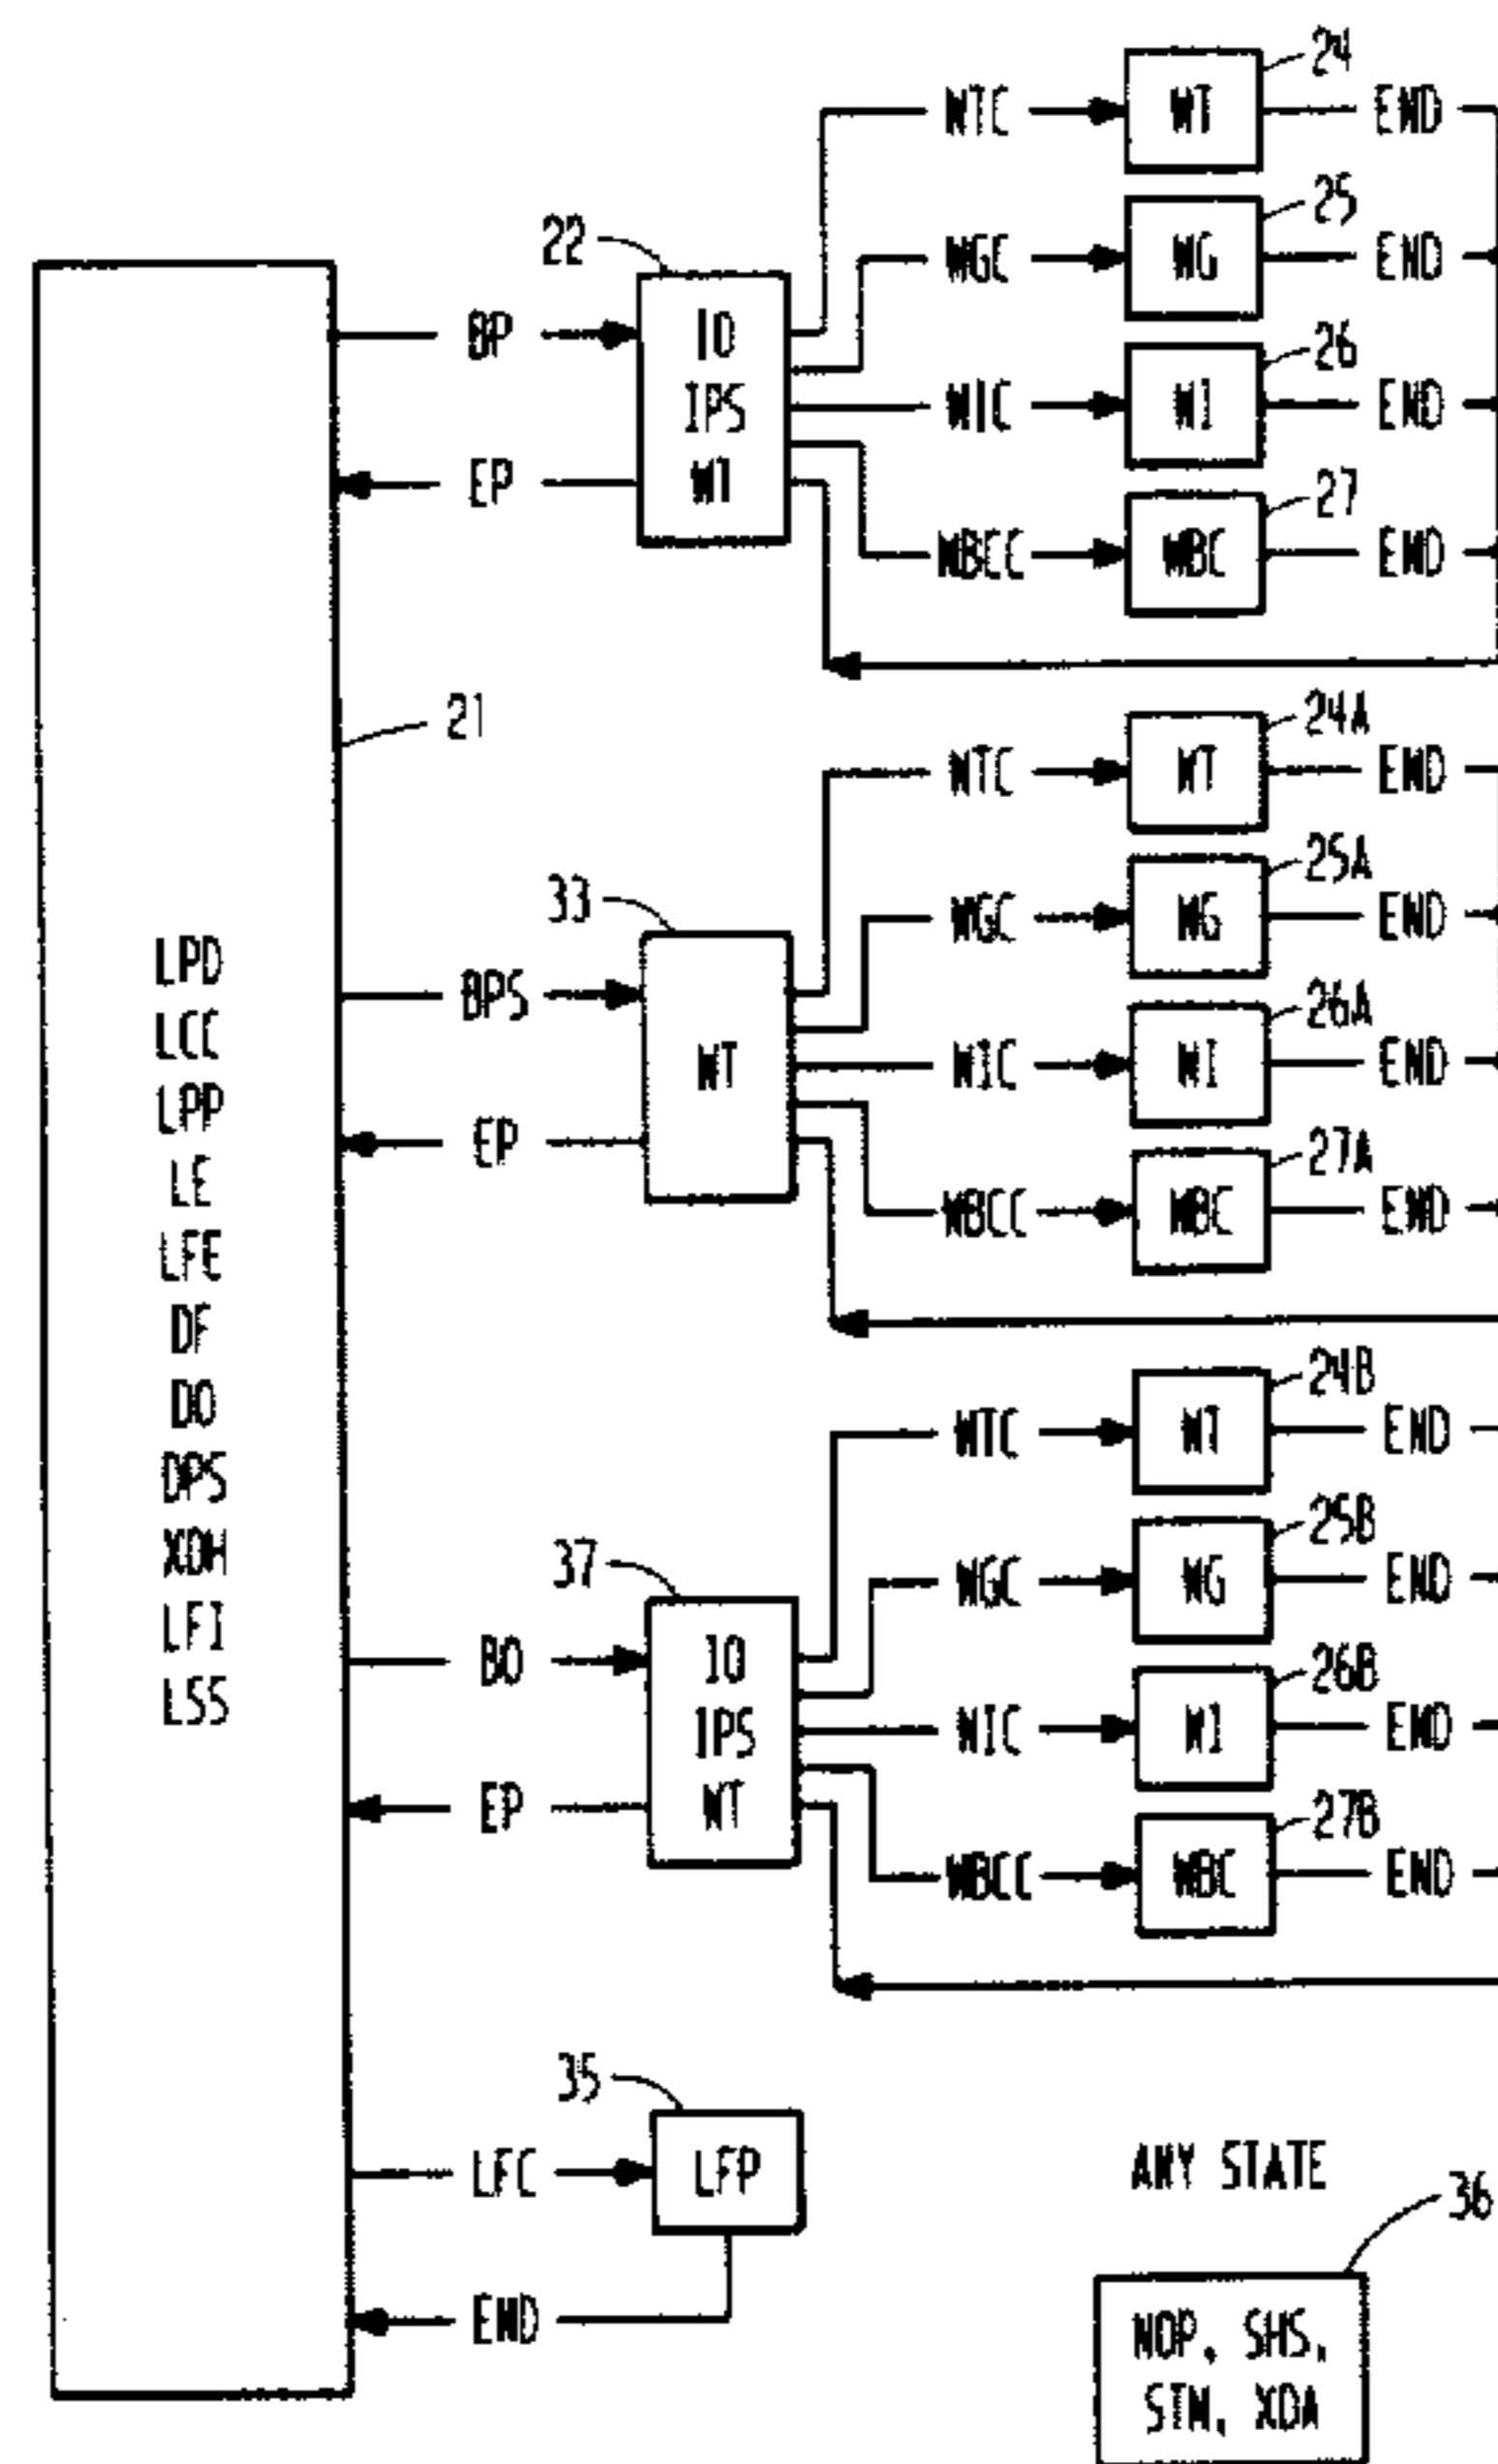 24
WTC WT END
25
22
WGC WG END
BP IO
26
IPS
WIC WI END
EP WT
27
WBCC WBC END
21
24A
WTC WT END
25A
33
WGC WG END
LPD
BPS
26A
LCC
WT WIC WI END
LPP
EP
27A
LE
WBCC WBC END
LFE
DF
24B
DO
WTC WT END
DPS
25B
XOH
37
WGC WG END
LFI
BO IO
26B
LSS
IPS WIC WI END
EP WT
27B
WBCC WBC END
35
LFC LFP
ANY STATE
36
END
NOP, SHS,
STM, XOA